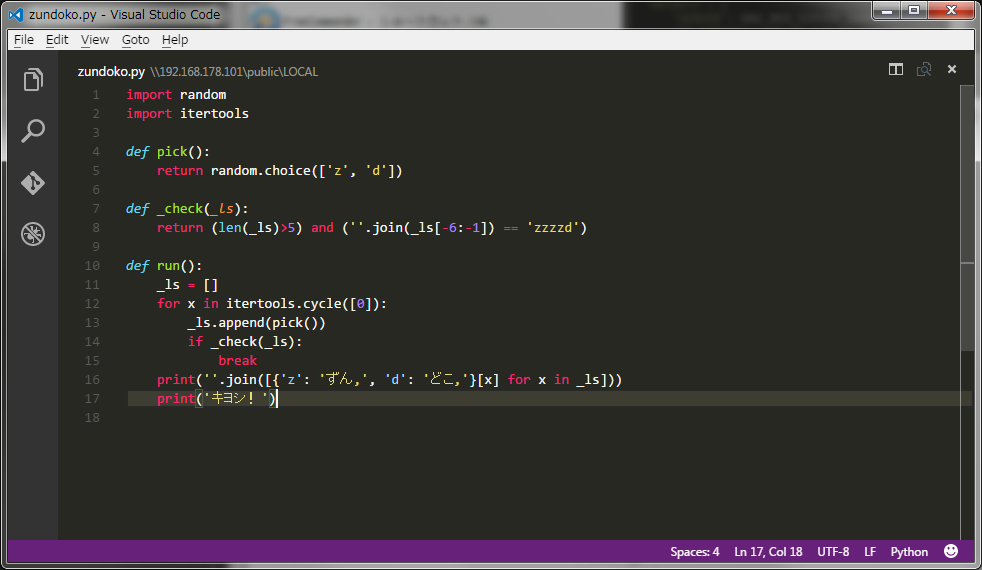 zundoko.py - Visual Studio Code
File Edit View Goto Help
zundoko.py \\192.168.178.101\public\LOCAL
1 import random
2 import itertools
3
4 def pick():
5     return random.choice(['z', 'd'])
6
7 def _check(_ls):
8     return (len(_ls)>5) and (''.join(_ls[-6:-1]) == 'zzzzd')
9
10 def run():
11     _ls = []
12     for x in itertools.cycle([0]):
13         _ls.append(pick())
14         if _check(_ls):
15             break
16     print(''.join([{'z': 'ずん,', 'd': 'どこ,'}[x] for x in _ls]))
17     print('キヨシ！')
18
Spaces: 4 Ln 17, Col 18 UTF-8 LF Python